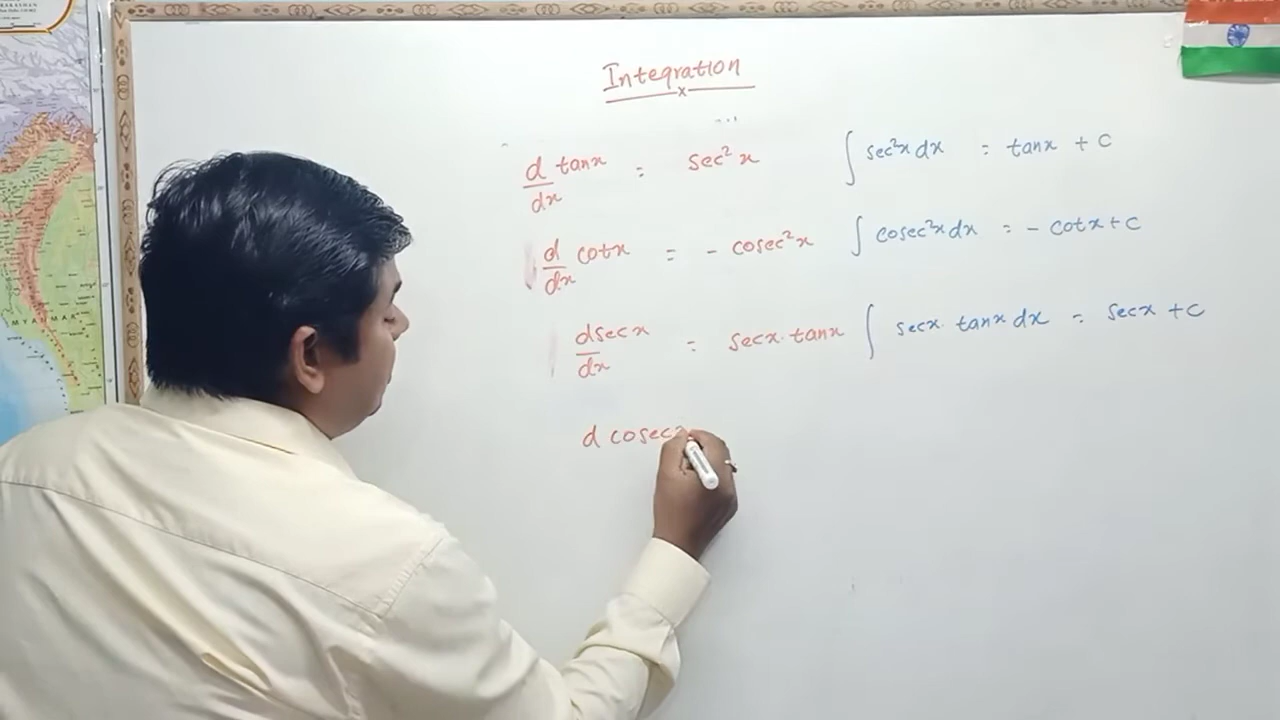 Integration
d/dx tanx = sec²x ∫ sec²x dx = tanx + c
d/dx cotx = - cosec²x ∫ cosec²x dx = - cotx + c
dsecx/dx = secx·tanx ∫ secx·tanx dx = secx + c
d cosec
MYANMAR